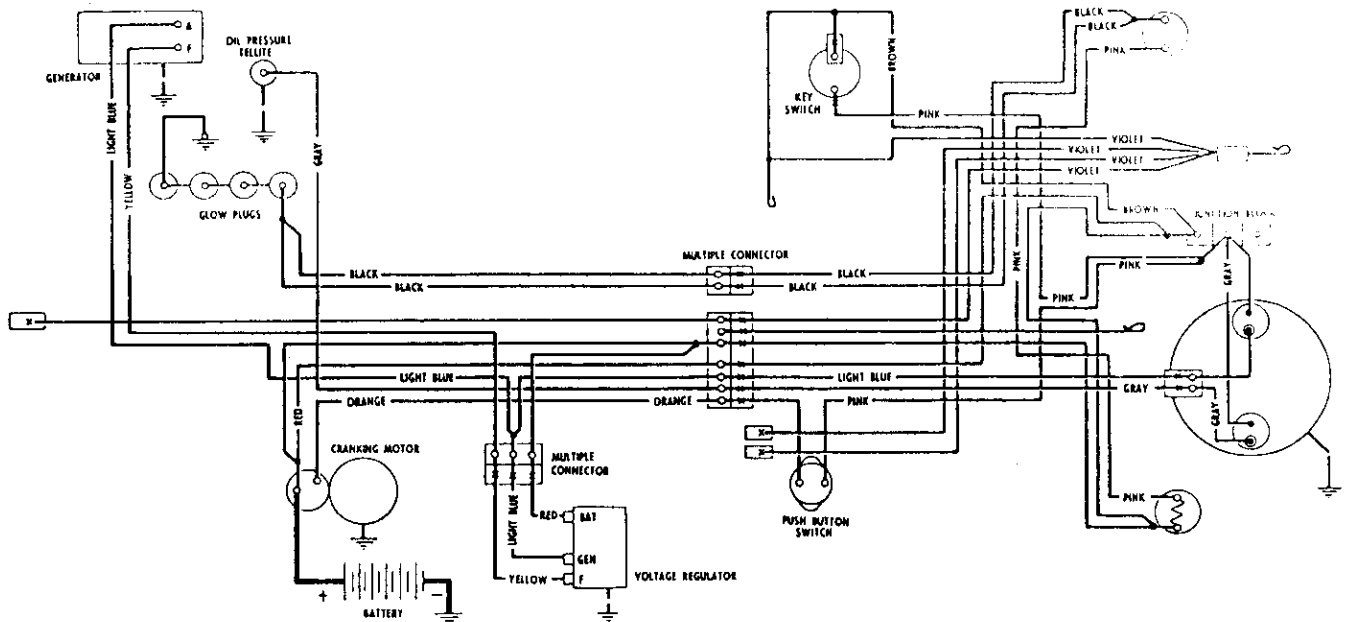 A
F
GENERATOR
OIL PRESSURE
TELLITE
LIGHT BLUE
YELLOW
GRAY
GLOW PLUGS
BLACK
BLACK
MULTIPLE CONNECTOR
BLACK
BLACK
KEY
SWITCH
BROWN
PINK
BLACK
BLACK
PINK
VIOLET
VIOLET
VIOLET
VIOLET
BROWN
JUNCTION BLOCK
PINK
PINK
PINK
GRAY
LIGHT BLUE
LIGHT BLUE
GRAY
GRAY
ORANGE
ORANGE
PINK
RED
CRANKING MOTOR
MULTIPLE
CONNECTOR
LIGHT BLUE
RED
BAT
GEN
YELLOW
F
VOLTAGE REGULATOR
PUSH BUTTON
SWITCH
PINK
+
−
BATTERY